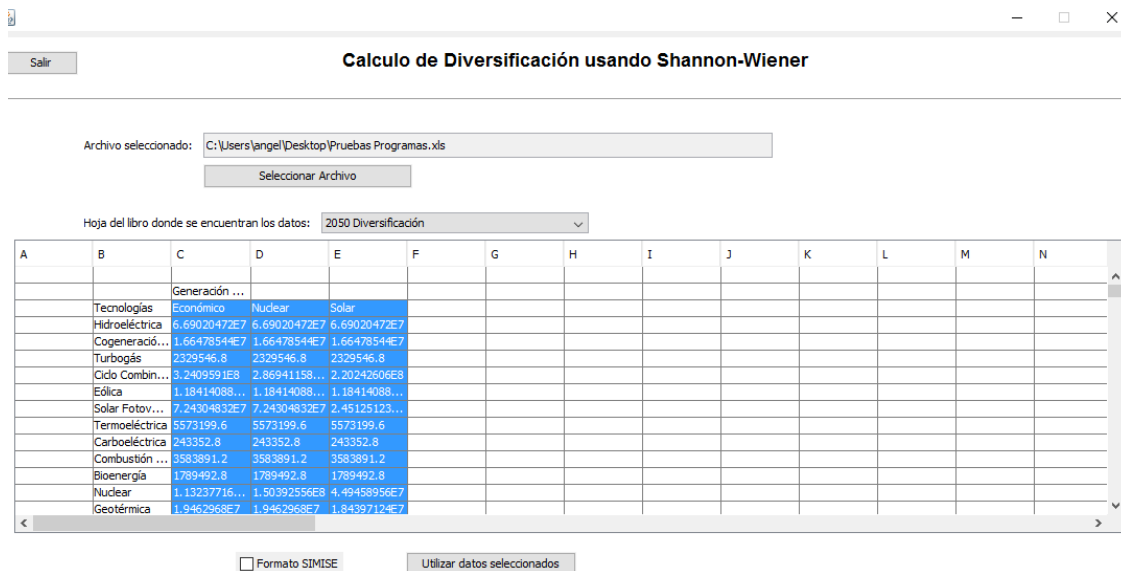 Salir
Calculo de Diversificación usando Shannon-Wiener
Archivo seleccionado: C:\Users\angel\Desktop\Pruebas Programas.xls
Seleccionar Archivo
Hoja del libro donde se encuentran los datos: 2050 Diversificación
A B C D E F G H I J K L M N
Generación ...
Tecnologías Económico Nuclear Solar
Hidroeléctrica 6.69020472E7 6.69020472E7 6.69020472E7
Cogeneració... 1.66478544E7 1.66478544E7 1.66478544E7
Turbogás 2329546.8 2329546.8 2329546.8
Ciclo Combin... 3.2409591E8 2.86941158... 2.20242606E8
Eólica 1.18414088... 1.18414088... 1.18414088...
Solar Fotov... 7.24304832E7 7.24304832E7 2.45125123...
Termoeléctrica 5573199.6 5573199.6 5573199.6
Carboeléctrica 243352.8 243352.8 243352.8
Combustión ... 3583891.2 3583891.2 3583891.2
Bioenergía 1789492.8 1789492.8 1789492.8
Nuclear 1.13237716... 1.50392556E8 4.49458956E7
Geotérmica 1.9462968E7 1.9462968E7 1.84397124E7
Formato SIMISE Utilizar datos seleccionados